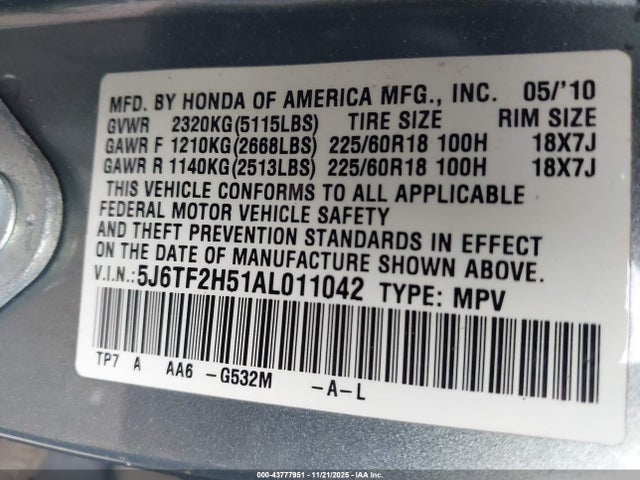 MFD. BY HONDA OF AMERICA MFG., INC. 05/'10
GVWR 2320KG(5115LBS) TIRE SIZE RIM SIZE
GAWR F 1210KG(2668LBS) 225/60R18 100H 18X7J
GAWR R 1140KG(2513LBS) 225/60R18 100H 18X7J
THIS VEHICLE CONFORMS TO ALL APPLICABLE
FEDERAL MOTOR VEHICLE SAFETY
AND THEFT PREVENTION STANDARDS IN EFFECT
ON THE DATE OF MANUFACTURE SHOWN ABOVE.
V.I.N.: 5J6TF2H51AL011042 TYPE: MPV
TP7 A AA6 -G532M -A-L
000-43777951 - 11/21/2025 - IAAI.COM